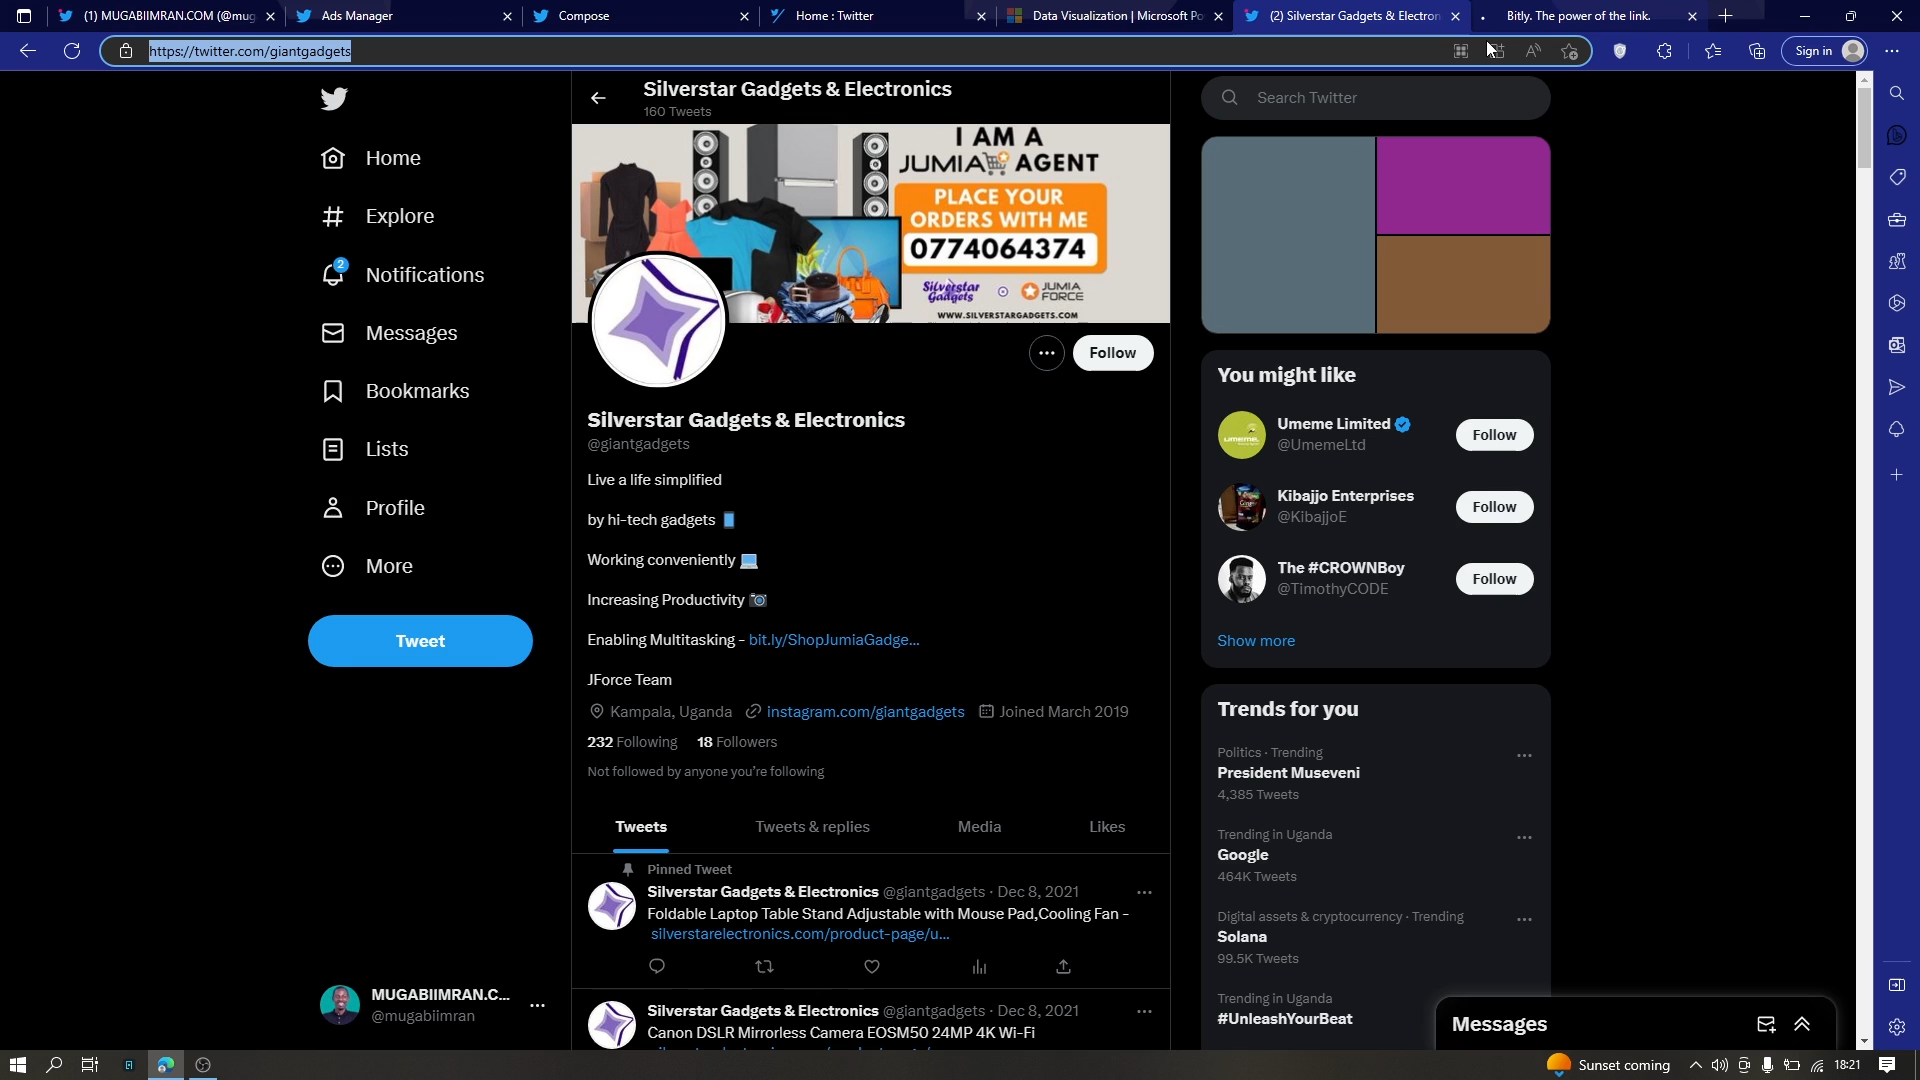 (1) MUGABIIMRAN.COM (@mug
Ads Manager
Compose
Home : Twitter
Data Visualization | Microsoft Po
(2) Silverstar Gadgets & Electron
Bitly. The power of the link.
https://twitter.com/giantgadgets
Sign in
Home
Explore
2
Notifications
Messages
Bookmarks
Lists
Profile
More
Tweet
MUGABIIMRAN.C...
@mugabiimran
Silverstar Gadgets & Electronics
160 Tweets
I AM A
JUMIA AGENT
PLACE YOUR
ORDERS WITH ME
0774064374
Silverstar
Gadgets
JUMIA
FORCE
WWW.SILVERSTARGADGETS.COM
Follow
Silverstar Gadgets & Electronics
@giantgadgets
Live a life simplified
by hi-tech gadgets
Working conveniently
Increasing Productivity
Enabling Multitasking - bit.ly/ShopJumiaGadge...
JForce Team
Kampala, Uganda instagram.com/giantgadgets Joined March 2019
232 Following 18 Followers
Not followed by anyone you're following
Tweets Tweets & replies Media Likes
Pinned Tweet
Silverstar Gadgets & Electronics @giantgadgets · Dec 8, 2021
Foldable Laptop Table Stand Adjustable with Mouse Pad,Cooling Fan -
silverstarelectronics.com/product-page/u...
Silverstar Gadgets & Electronics @giantgadgets · Dec 8, 2021
Canon DSLR Mirrorless Camera EOSM50 24MP 4K Wi-Fi
Search Twitter
You might like
Umeme Limited
@UmemeLtd
Follow
Kibajjo Enterprises
@KibajjoE
Follow
The #CROWNBoy
@TimothyCODE
Follow
Show more
Trends for you
Politics · Trending
President Museveni
4,385 Tweets
Trending in Uganda
Google
464K Tweets
Digital assets & cryptocurrency · Trending
Solana
99.5K Tweets
Trending in Uganda
#UnleashYourBeat
Messages
Sunset coming
18:21